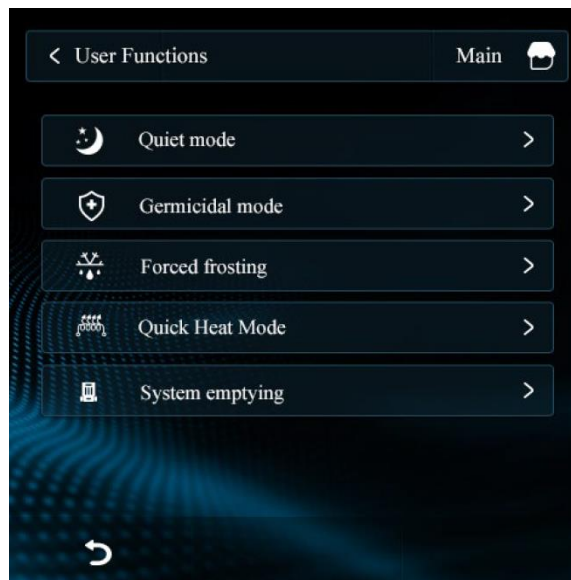 User Functions
Main
Quiet mode
Germicidal mode
Forced frosting
Quick Heat Mode
System emptying